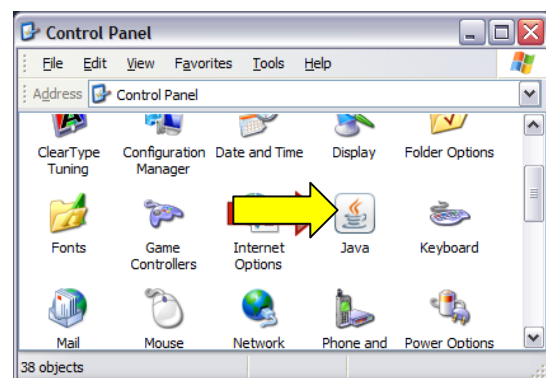 Control Panel
File Edit View Favorites Tools Help
Address Control Panel
ClearType Configuration Date and Time Display Folder Options
Tuning Manager
Fonts Game Internet Java Keyboard
Controllers Options
Mail Mouse Network Phone and Power Options
38 objects